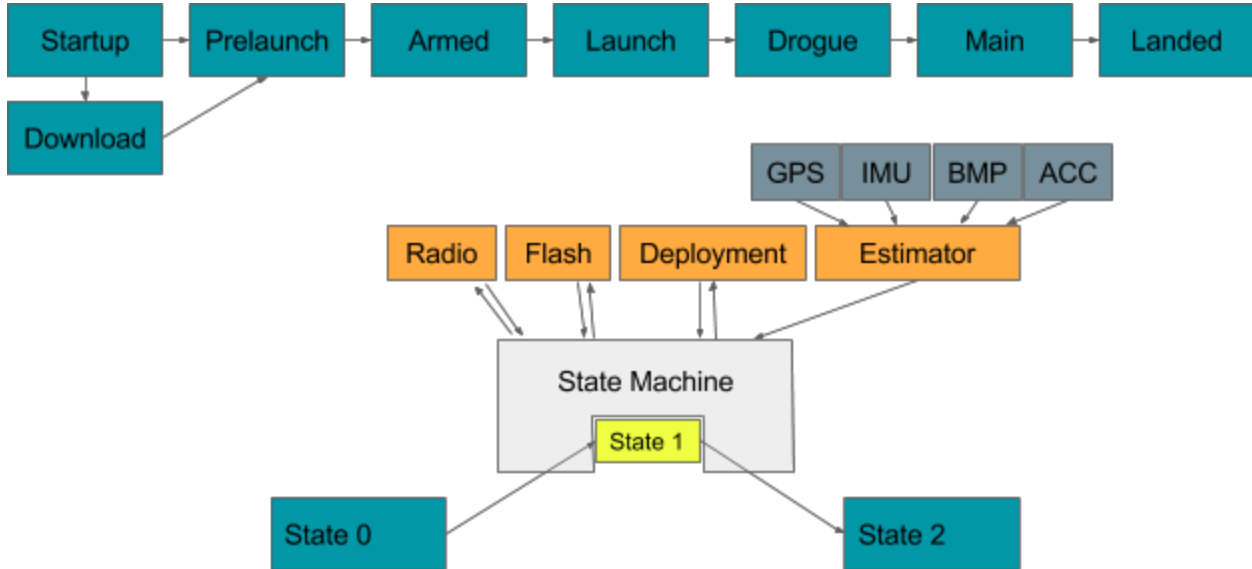 Startup
Prelaunch
Armed
Launch
Drogue
Main
Landed
Download
GPS
IMU
BMP
ACC
Radio
Flash
Deployment
Estimator
State Machine
State 1
State 0
State 2